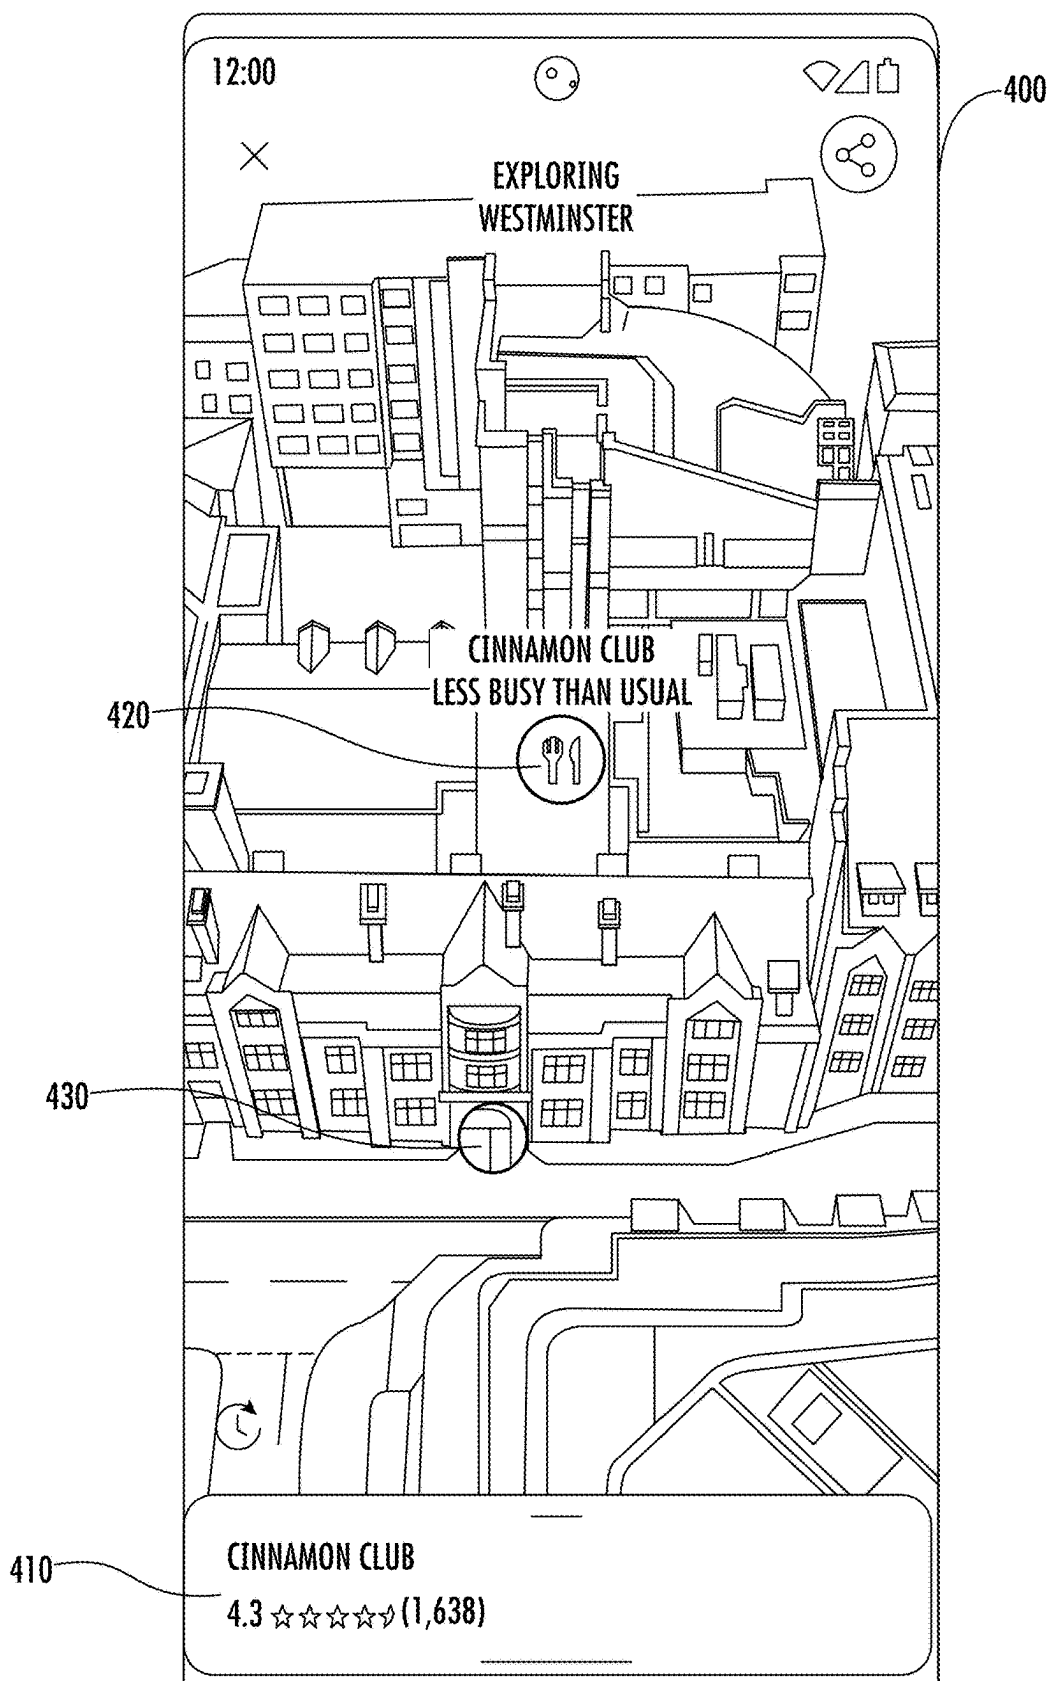 12:00
400
EXPLORING
WESTMINSTER
CINNAMON CLUB
LESS BUSY THAN USUAL
420
430
410
CINNAMON CLUB
4.3 (1,638)